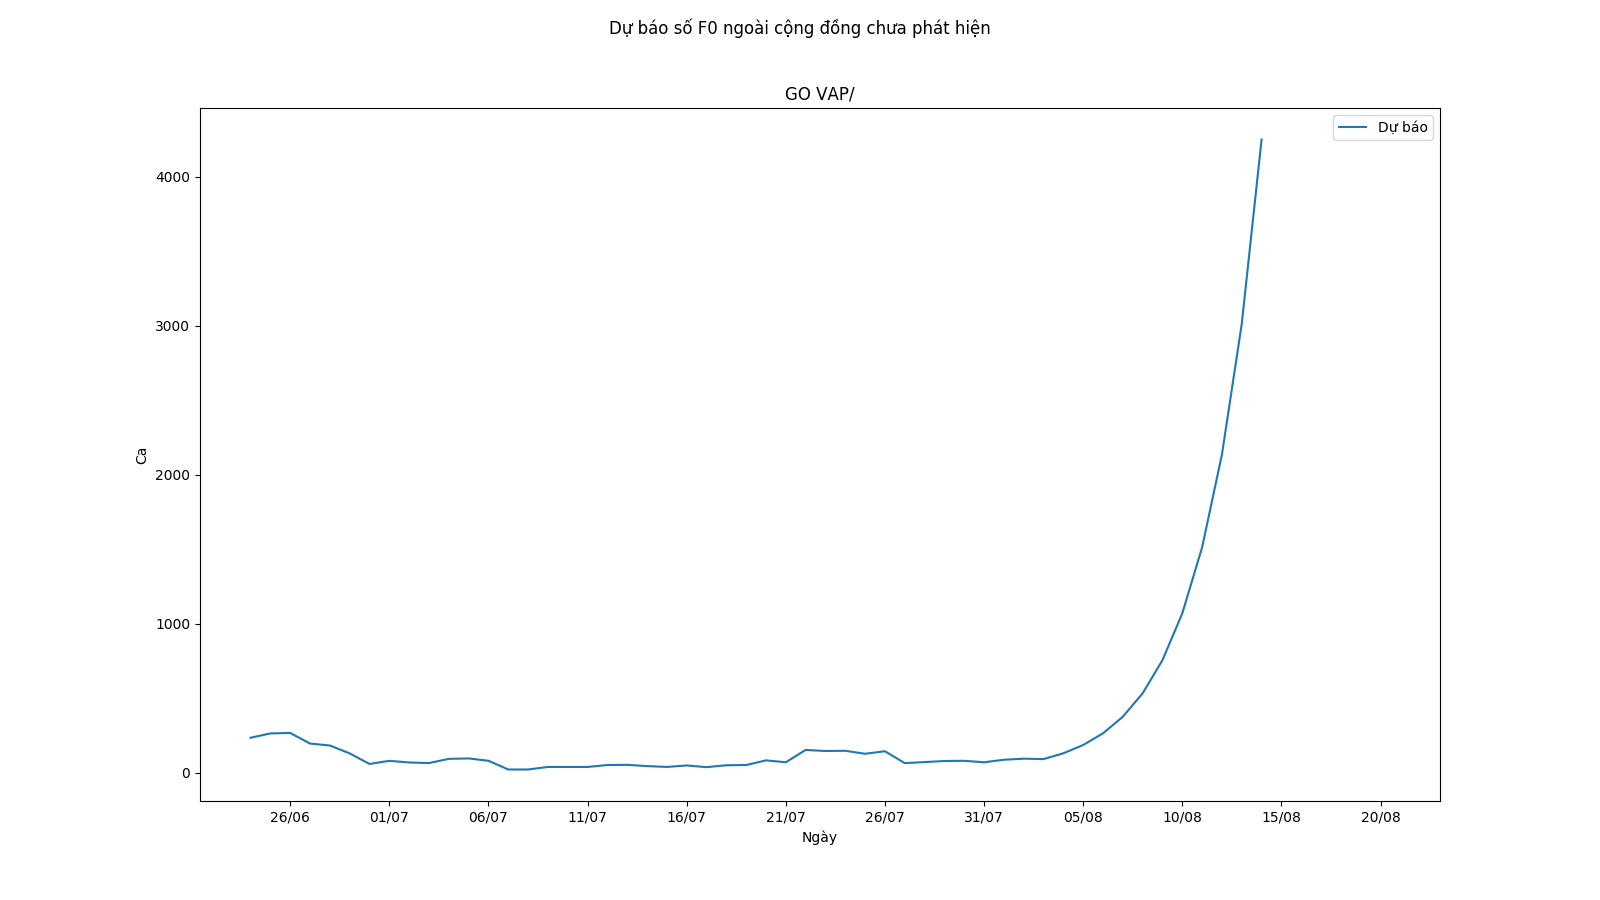 Dự báo số F0 ngoài cộng đồng chưa phát hiện
GO VAP/
Dự báo
4000
3000
2000
1000
0
Ca
26/06 01/07 06/07 11/07 16/07 21/07 26/07 31/07 05/08 10/08 15/08 20/08
Ngày